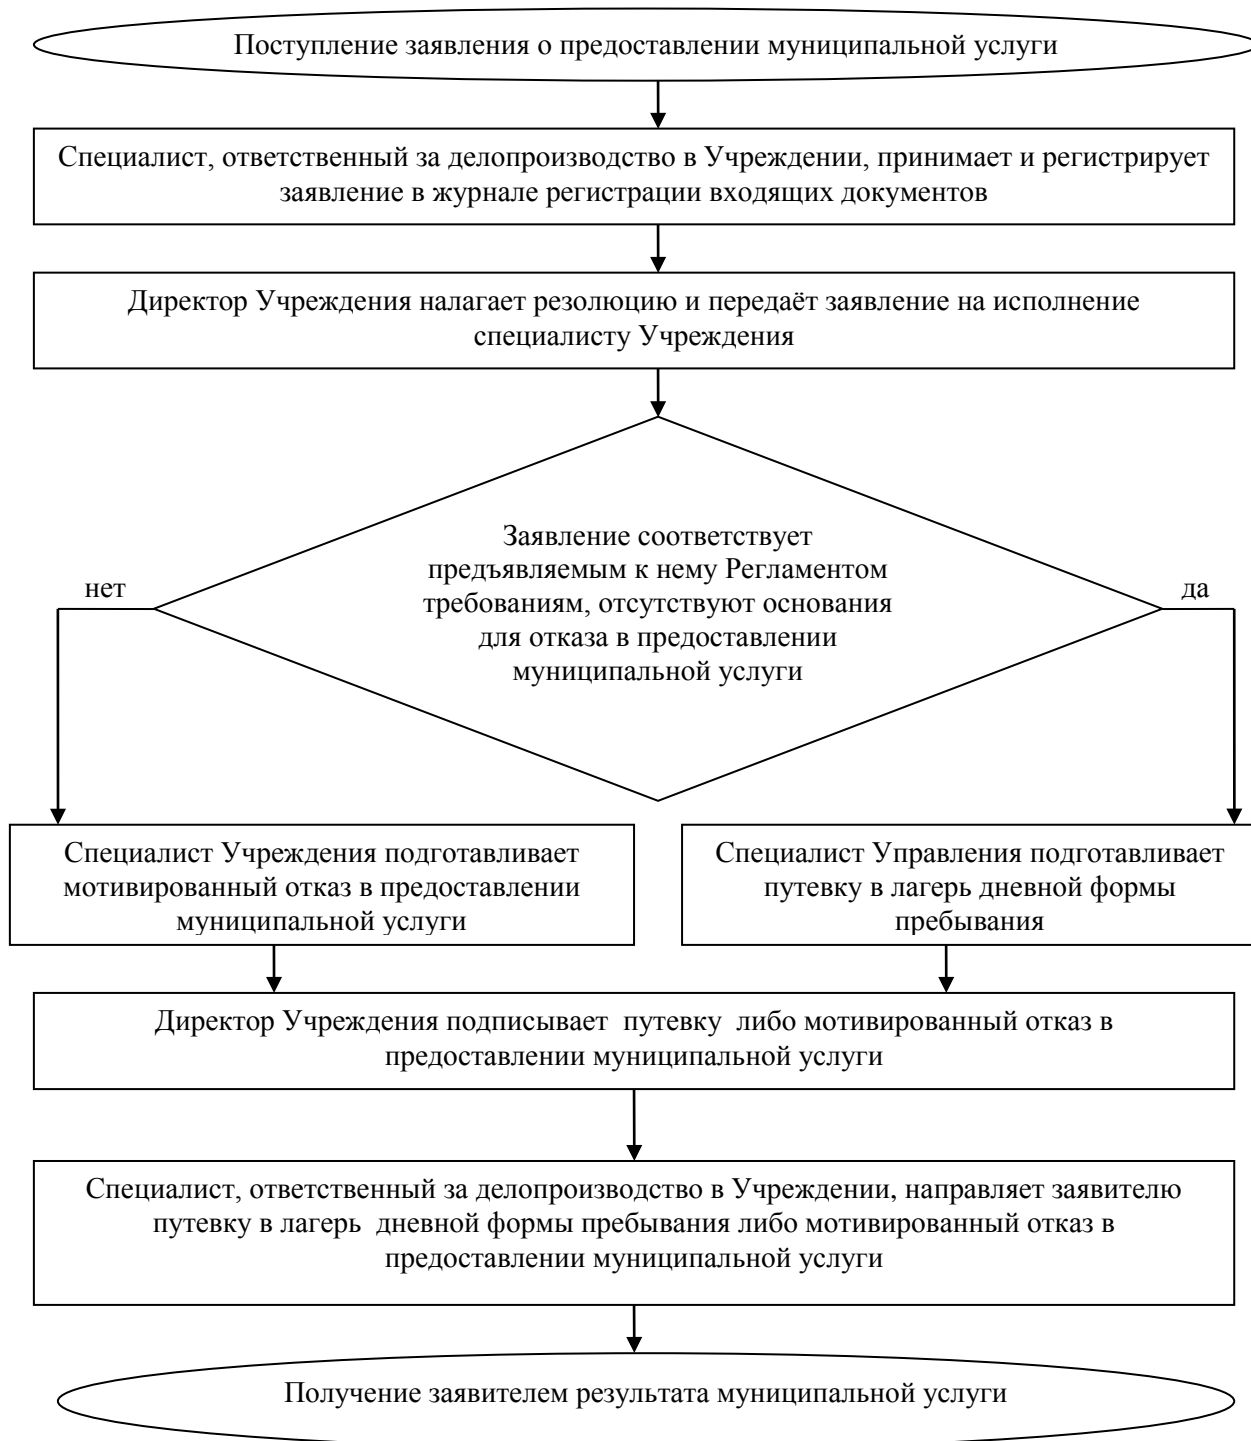 Поступление заявления о предоставлении муниципальной услуги
Специалист, ответственный за делопроизводство в Учреждении, принимает и регистрирует
заявление в журнале регистрации входящих документов
Директор Учреждения налагает резолюцию и передаёт заявление на исполнение
специалисту Учреждения
Заявление соответствует
предъявляемым к нему Регламентом
требованиям, отсутствуют основания
для отказа в предоставлении
муниципальной услуги
нет
да
Специалист Учреждения подготавливает
мотивированный отказ в предоставлении
муниципальной услуги
Специалист Управления подготавливает
путевку в лагерь дневной формы
пребывания
Директор Учреждения подписывает  путевку  либо мотивированный отказ в
предоставлении муниципальной услуги
Специалист, ответственный за делопроизводство в Учреждении, направляет заявителю
путевку в лагерь  дневной формы пребывания либо мотивированный отказ в
предоставлении муниципальной услуги
Получение заявителем результата муниципальной услуги